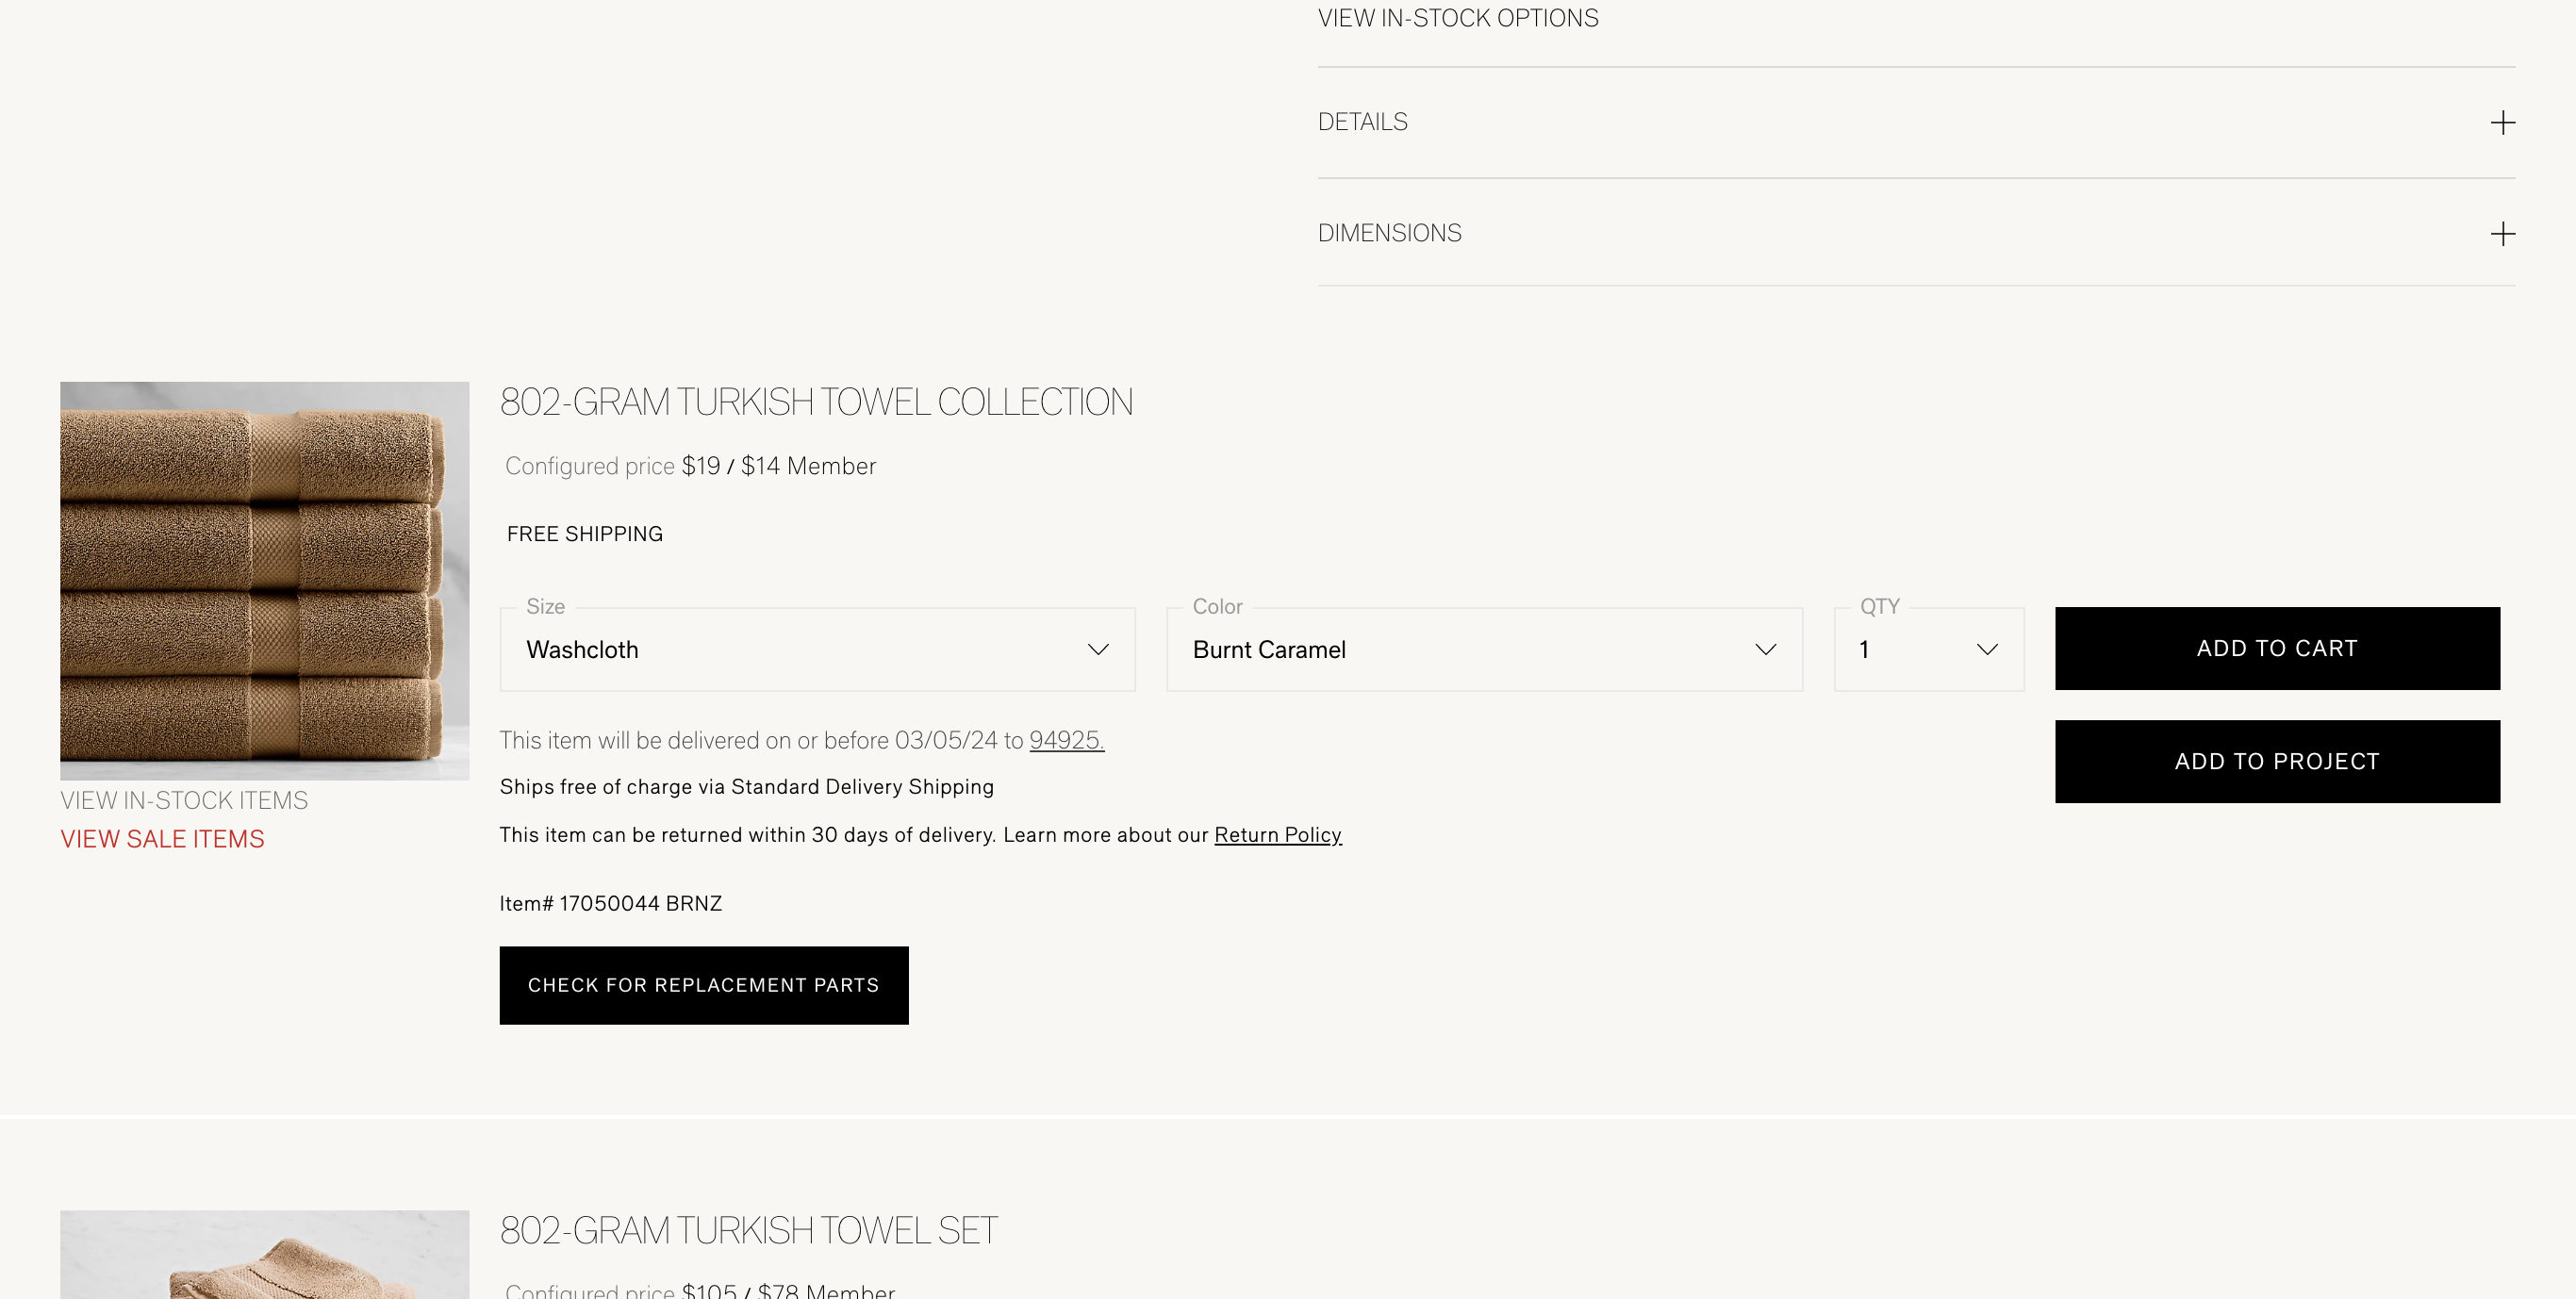 VIEW IN-STOCK OPTIONS
DETAILS
DIMENSIONS
802-GRAM TURKISH TOWEL COLLECTION
Configured price $19 / $14 Member
FREE SHIPPING
Size
Washcloth
Color
Burnt Caramel
QTY
1
ADD TO CART
ADD TO PROJECT
This item will be delivered on or before 03/05/24 to 94925.
Ships free of charge via Standard Delivery Shipping
This item can be returned within 30 days of delivery. Learn more about our Return Policy
VIEW IN-STOCK ITEMS
VIEW SALE ITEMS
Item# 17050044 BRNZ
CHECK FOR REPLACEMENT PARTS
802-GRAM TURKISH TOWEL SET
Configured price $105 / $78 Member